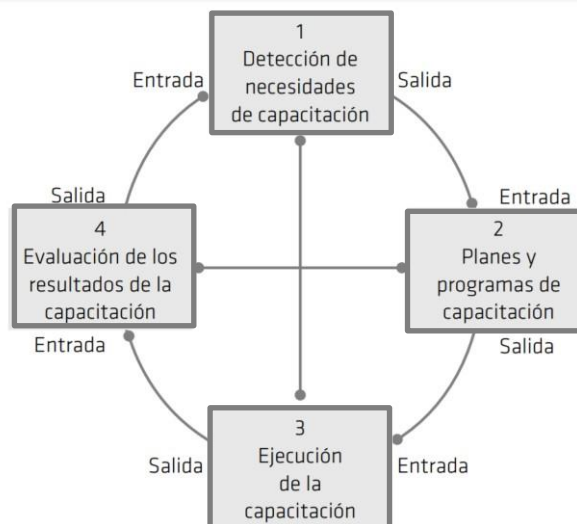 1
Detección de
necesidades
de capacitación
Entrada
Salida
Salida
Entrada
4
Evaluación de los
resultados de la
capacitación
2
Planes y
programas de
capacitación
Entrada
Salida
3
Ejecución
de la
capacitación
Salida
Entrada